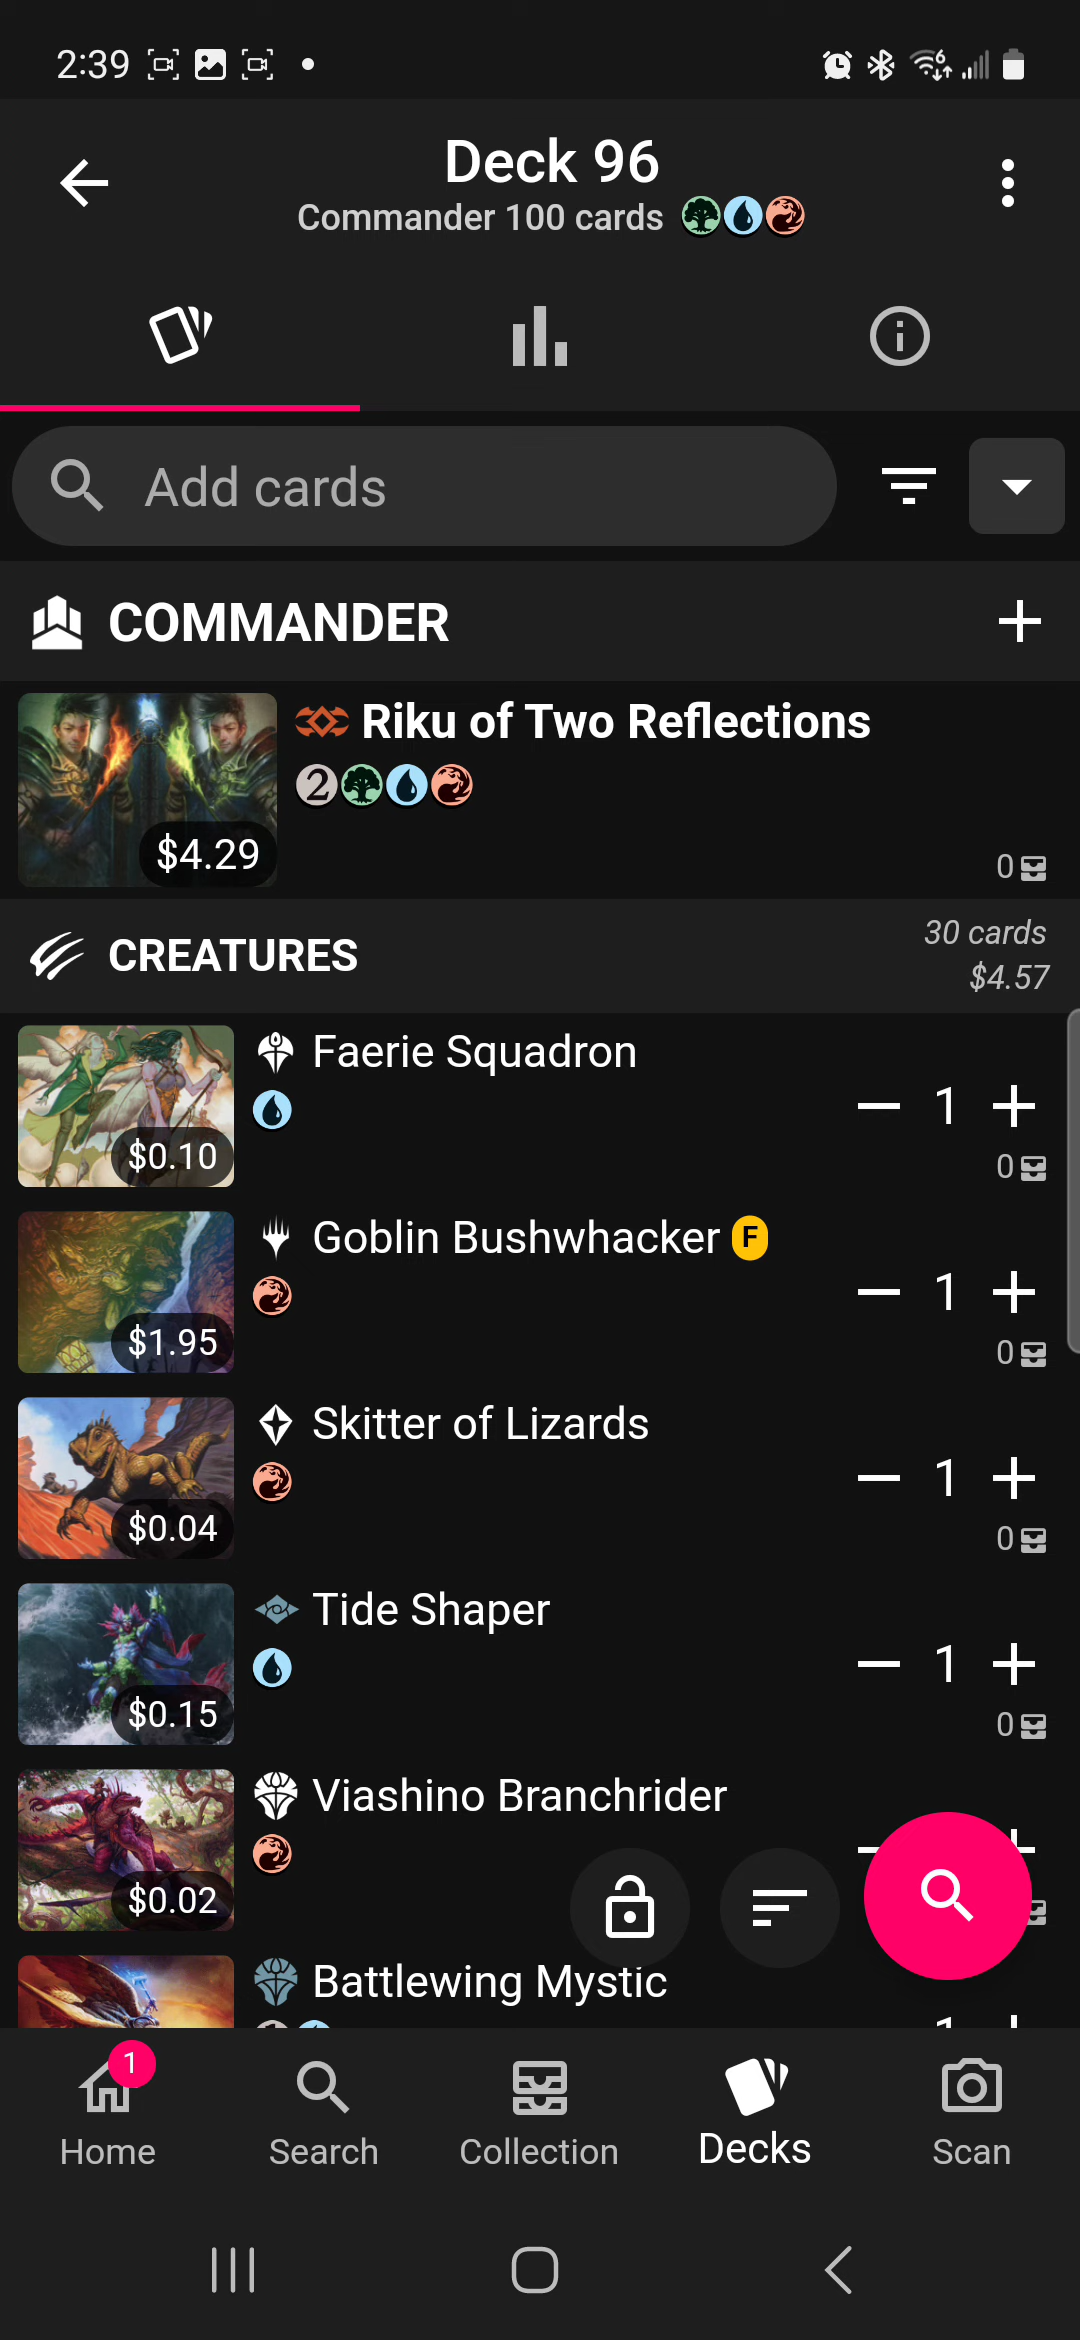 2:39
6
Deck 96
Commander 100 cards
Add cards
COMMANDER
Riku of Two Reflections
2
$4.29
0
CREATURES
30 cards
$4.57
Faerie Squadron
1
$0.10
0
Goblin Bushwhacker F
1
$1.95
0
Skitter of Lizards
1
$0.04
0
Tide Shaper
1
$0.15
0
Viashino Branchrider
$0.02
Battlewing Mystic
1
1
Home
Search
Collection
Decks
Scan